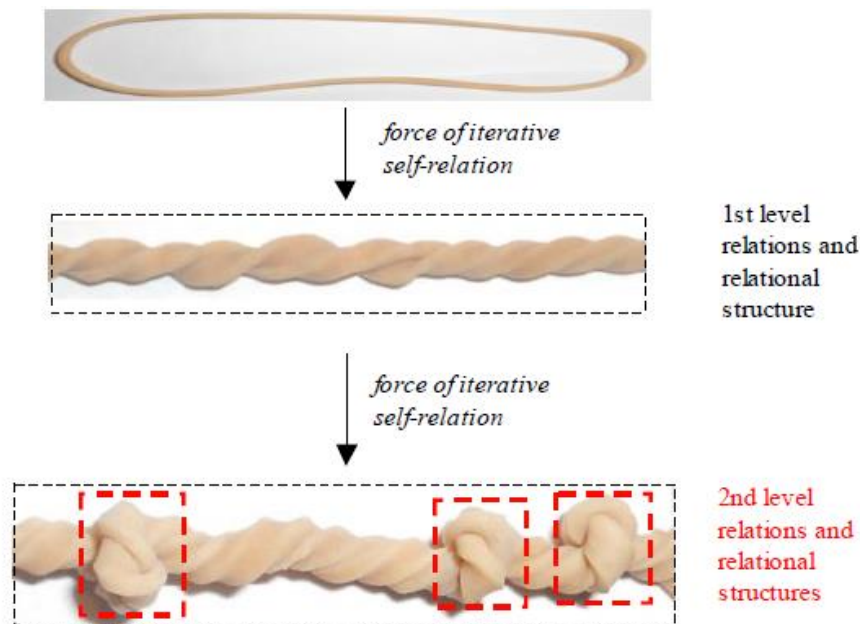 force of iterative
self-relation
1st level
relations and
relational
structure
force of iterative
self-relation
2nd level
relations and
relational
structures